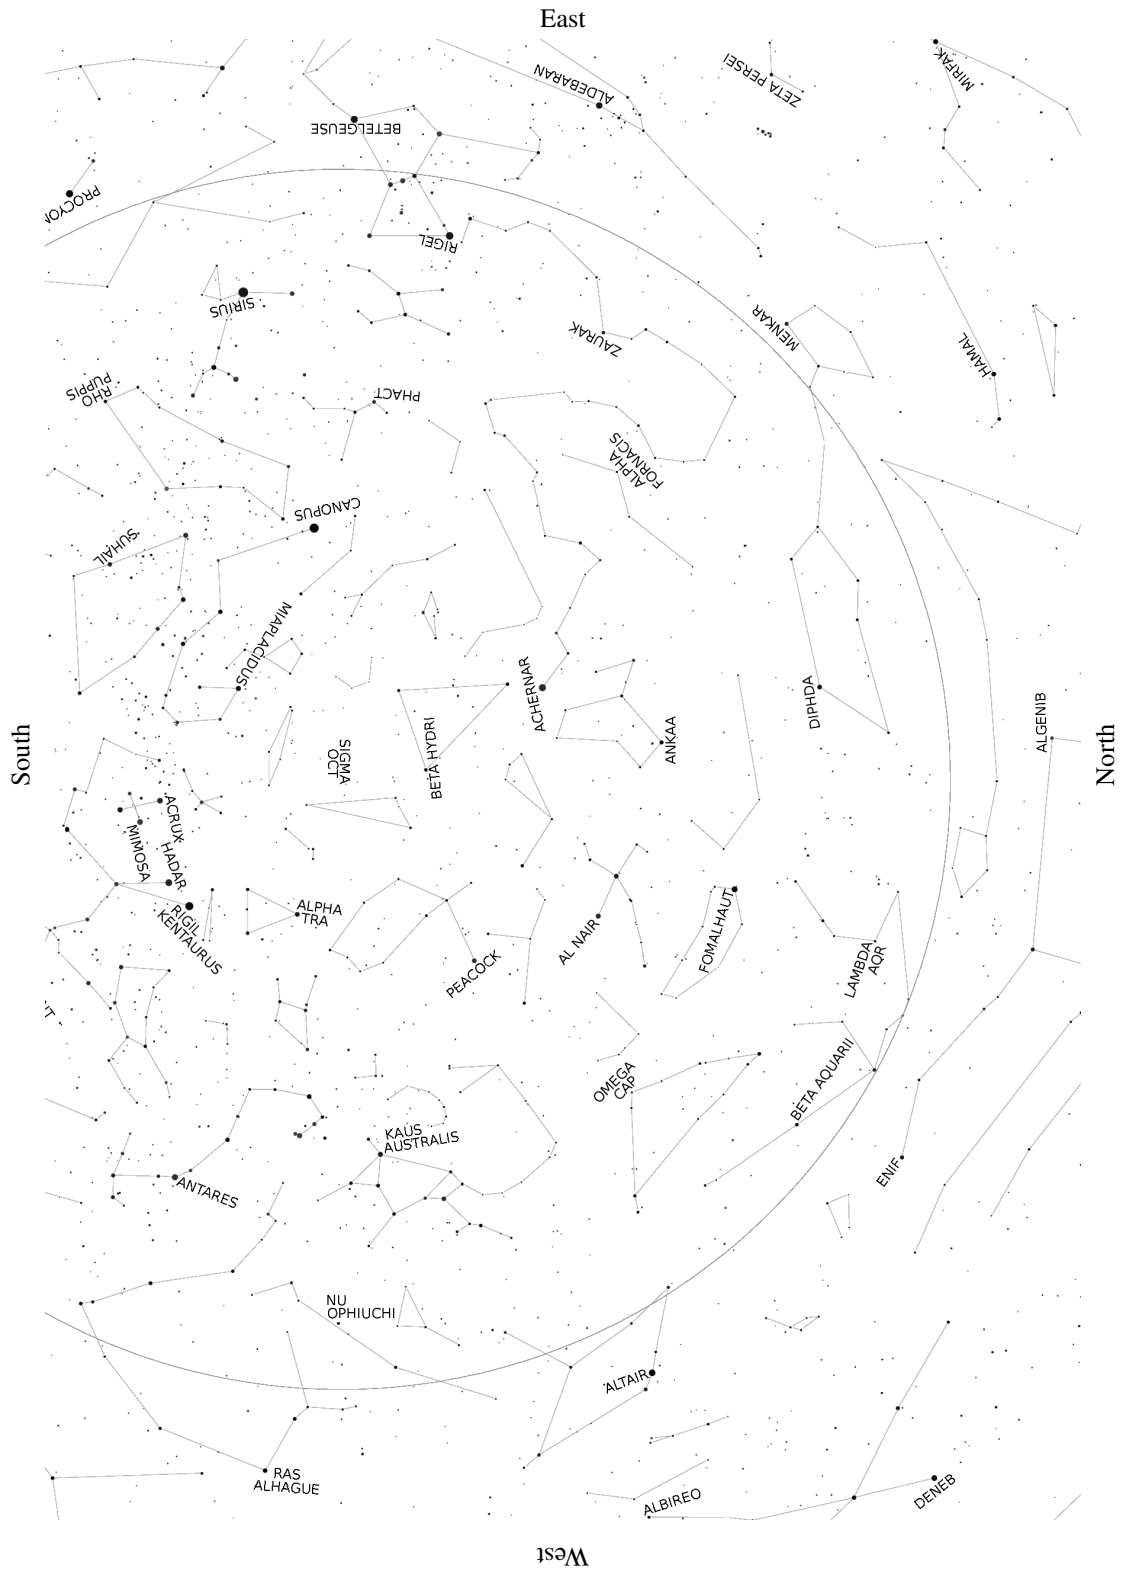 East
ALDEBARAN
ZETA PERSEI
MIRFAK
BETELGEUSE
PROCYON
RIGEL
SIRIUS
ZAURAK
MENKAR
HAMAL
RHO
PUPPIS
PHACT
ALPHA
FORNACIS
CANOPUS
SUHAIL
MIAPLACIDUS
ACHERNAR
DIPHDA
ANKAA
ALGENIB
BETA HYDRI
SIGMA
OCT
South
North
ACRUX
MIMOSA
HADAR
RIGIL
KENTAURUS
ALPHA
TRA
PEACOCK
AL NAIR
FOMALHAUT
LAMBDA
AQR
OMEGA
CAP
BETA AQUARII
KAUS
AUSTRALIS
ANTARES
ENIF
NU
OPHIUCHI
ALTAIR
RAS
ALHAGUE
ALBIREO
DENEB
West